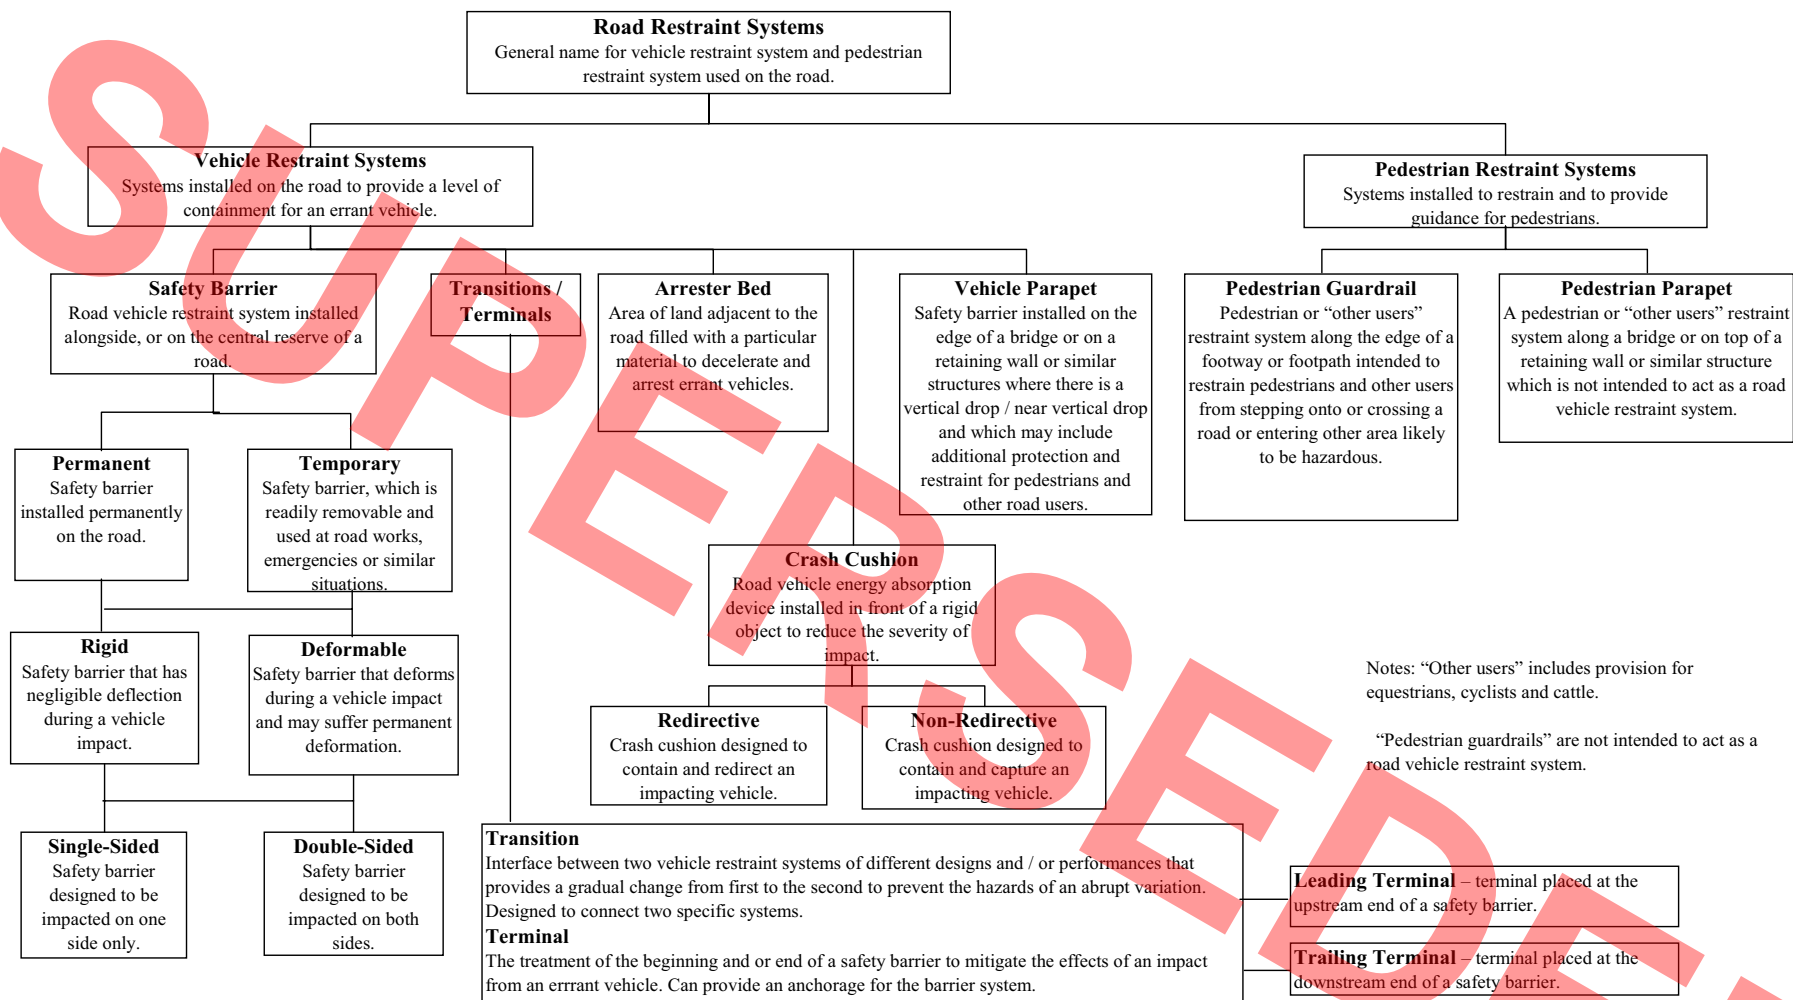 Road Restraint Systems
General name for vehicle restraint system and pedestrian
restraint system used on the road.
Vehicle Restraint Systems
Systems installed on the road to provide a level of
containment for an errant vehicle.
Pedestrian Restraint Systems
Systems installed to restrain and to provide
guidance for pedestrians.
Safety Barrier
Road vehicle restraint system installed
alongside, or on the central reserve of a
road.
Transitions /
Terminals
Arrester Bed
Area of land adjacent to the
road filled with a particular
material to decelerate and
arrest errant vehicles.
Vehicle Parapet
Safety barrier installed on the
edge of a bridge or on a
retaining wall or similar
structures where there is a
vertical drop / near vertical drop
and which may include
additional protection and
restraint for pedestrians and
other road users.
Pedestrian Guardrail
Pedestrian or “other users”
restraint system along the edge of a
footway or footpath intended to
restrain pedestrians and other users
from stepping onto or crossing a
road or entering other area likely
to be hazardous.
Pedestrian Parapet
A pedestrian or “other users” restraint
system along a bridge or on top of a
retaining wall or similar structure
which is not intended to act as a road
vehicle restraint system.
Permanent
Safety barrier
installed permanently
on the road.
Temporary
Safety barrier, which is
readily removable and
used at road works,
emergencies or similar
situations.
Crash Cushion
Road vehicle energy absorption
device installed in front of a rigid
object to reduce the severity of
impact.
Rigid
Safety barrier that has
negligible deflection
during a vehicle
impact.
Deformable
Safety barrier that deforms
during a vehicle impact
and may suffer permanent
deformation.
Redirective
Crash cushion designed to
contain and redirect an
impacting vehicle.
Non-Redirective
Crash cushion designed to
contain and capture an
impacting vehicle.
Notes: “Other users” includes provision for
equestrians, cyclists and cattle.
“Pedestrian guardrails” are not intended to act as a
road vehicle restraint system.
Single-Sided
Safety barrier
designed to be
impacted on one
side only.
Double-Sided
Safety barrier
designed to be
impacted on both
sides.
Transition
Interface between two vehicle restraint systems of different designs and / or performances that
provides a gradual change from first to the second to prevent the hazards of an abrupt variation.
Designed to connect two specific systems.
Terminal
The treatment of the beginning and or end of a safety barrier to mitigate the effects of an impact
from an errrant vehicle. Can provide an anchorage for the barrier system.
Leading Terminal – terminal placed at the
upstream end of a safety barrier.
Trailing Terminal – terminal placed at the
downstream end of a safety barrier.
SUPERSEDE